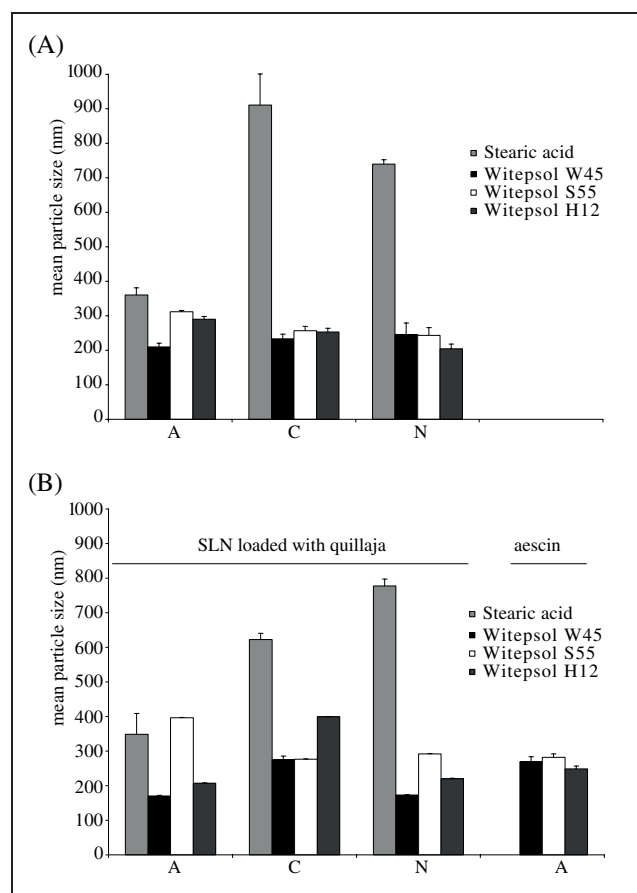 (A)
mean particle size (nm)
1000
900
800
700
600
500
400
300
200
100
0
Stearic acid
Witepsol W45
Witepsol S55
Witepsol H12
A C N
(B)
mean particle size (nm)
1000
900
800
700
600
500
400
300
200
100
0
SLN loaded with quillaja aescin
Stearic acid
Witepsol W45
Witepsol S55
Witepsol H12
A C N A